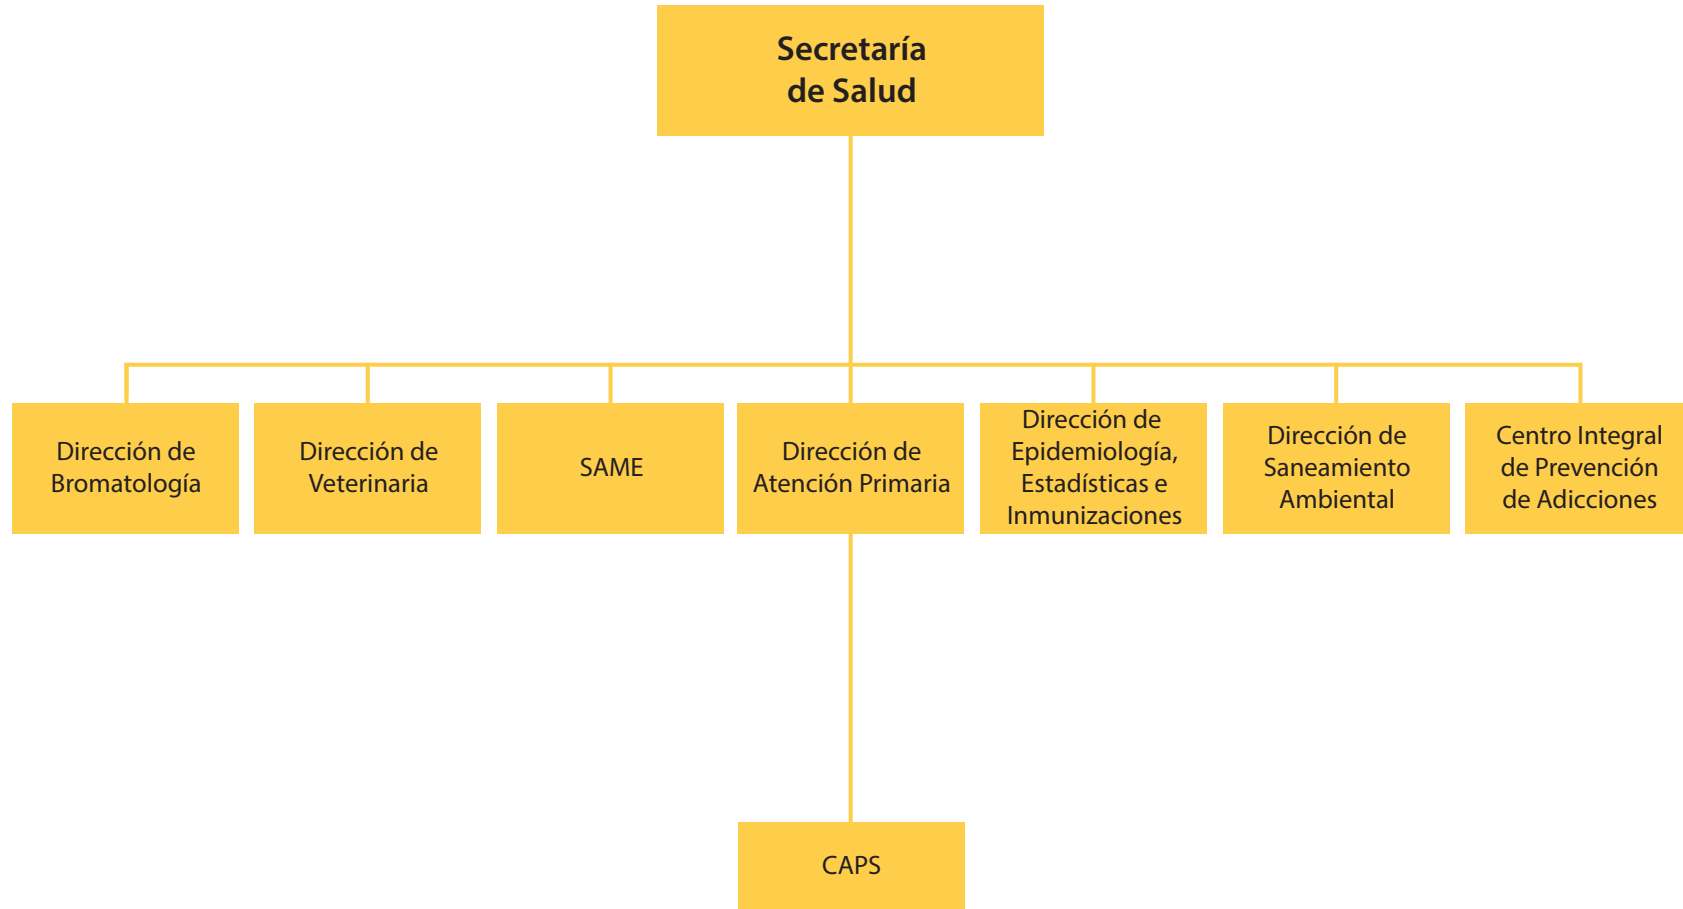 Secretaría
de Salud
Dirección de
Bromatología
Dirección de
Veterinaria
SAME
Dirección de
Atención Primaria
Dirección de
Epidemiología,
Estadísticas e
Inmunizaciones
Dirección de
Saneamiento
Ambiental
Centro Integral
de Prevención
de Adicciones
CAPS